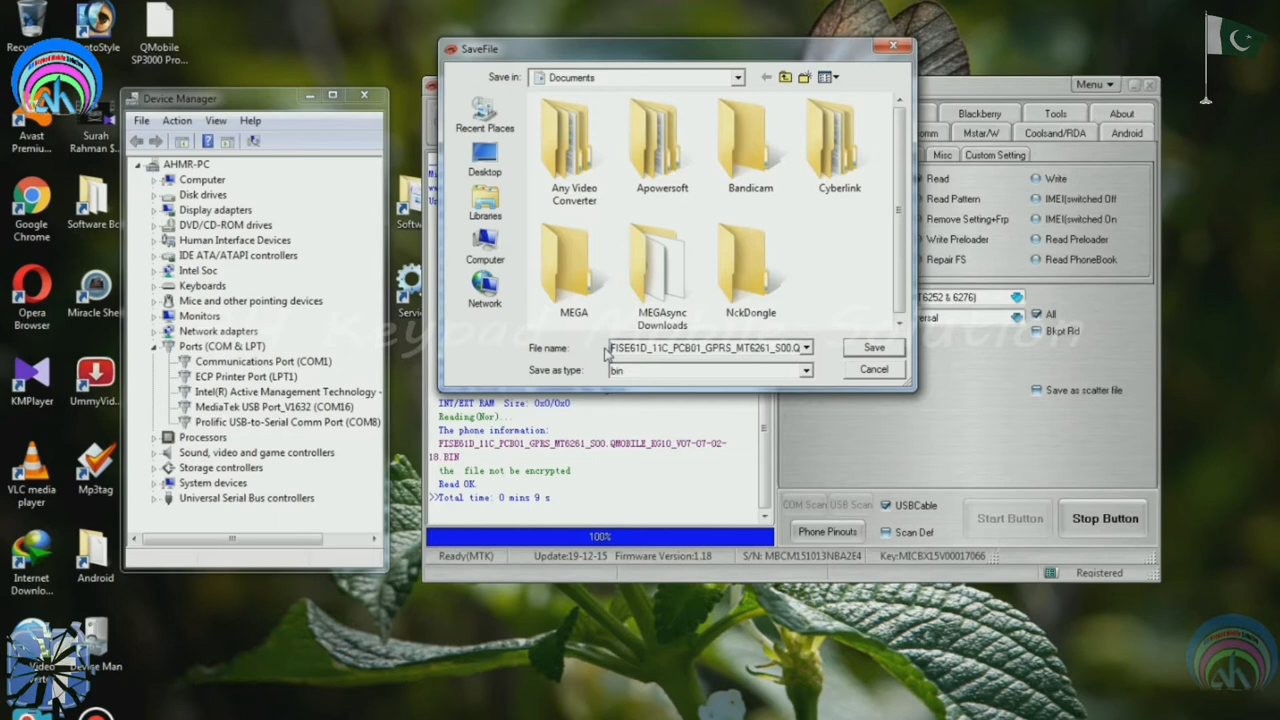 QMobile
SP3000 Pro...
Avast
Premiu...
Surah
Rahman S...
Google
Chrome
Opera
Browser
Miracle She...
KMPlayer
UmmyVid...
VLC media
player
Mp3tag
Internet
Downlo...
Android
Device Man
Device Manager
File Action View Help
AHMR-PC
Computer
Disk drives
Display adapters
DVD/CD-ROM drives
Human Interface Devices
IDE ATA/ATAPI controllers
Intel Soc
Keyboards
Mice and other pointing devices
Monitors
Network adapters
Ports (COM & LPT)
Communications Port (COM1)
ECP Printer Port (LPT1)
Intel(R) Active Management Technology -
MediaTek USB Port_V1632 (COM16)
Prolific USB-to-Serial Comm Port (COM8)
Processors
Sound, video and game controllers
Storage controllers
System devices
Universal Serial Bus controllers
SaveFile
Save in: Documents
Recent Places
Desktop
Libraries
Computer
Network
Any Video
Converter
Apowersoft
Bandicam
Cyberlink
MEGA
MEGAsync
Downloads
NckDongle
File name: FISE61D_11C_PCB01_GPRS_MT6261_S00.Q
Save
Save as type: bin
Cancel
Keypad Mobile Solution
INT/EXT RAM Size: 0x0/0x0
Reading(Nor)...
The phone information:
FISE61D_11C_PCB01_GPRS_MT6261_S00.QMOBILE_KG10_V07-07-02-
18.BIN
the file not be encrypted
Read OK.
>>Total time: 0 mins 9 s
100%
Menu
Blackberry Tools About
Mstar/W Coolsand/RDA Android
Misc Custom Setting
Read Write
Read Pattern IMEI(switched Off
Remove Setting+Frp IMEI(switched On
Write Preloader Read Preloader
Repair FS Read PhoneBook
All
Save as scatter file
COM Scan USB Scan USBCable
Phone Pinouts Scan Def
Start Button Stop Button
Ready(MTK) Update:19-12-15 Firmware Version:1.18 S/N: MBCM151013NBA2E4 Key:MICBX15V00017066
Registered